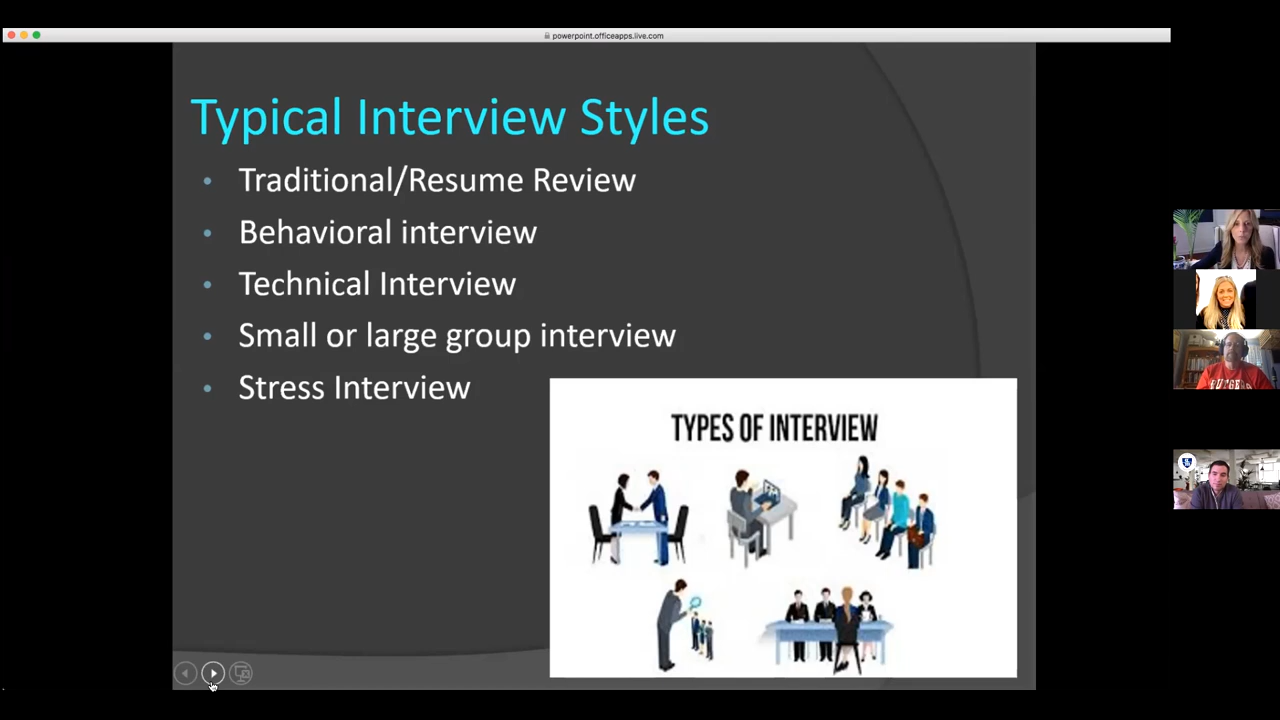 powerpoint.officeapps.live.com
Typical Interview Styles
• Traditional/Resume Review
• Behavioral interview
• Technical Interview
• Small or large group interview
• Stress Interview
TYPES OF INTERVIEW
RUTGERS